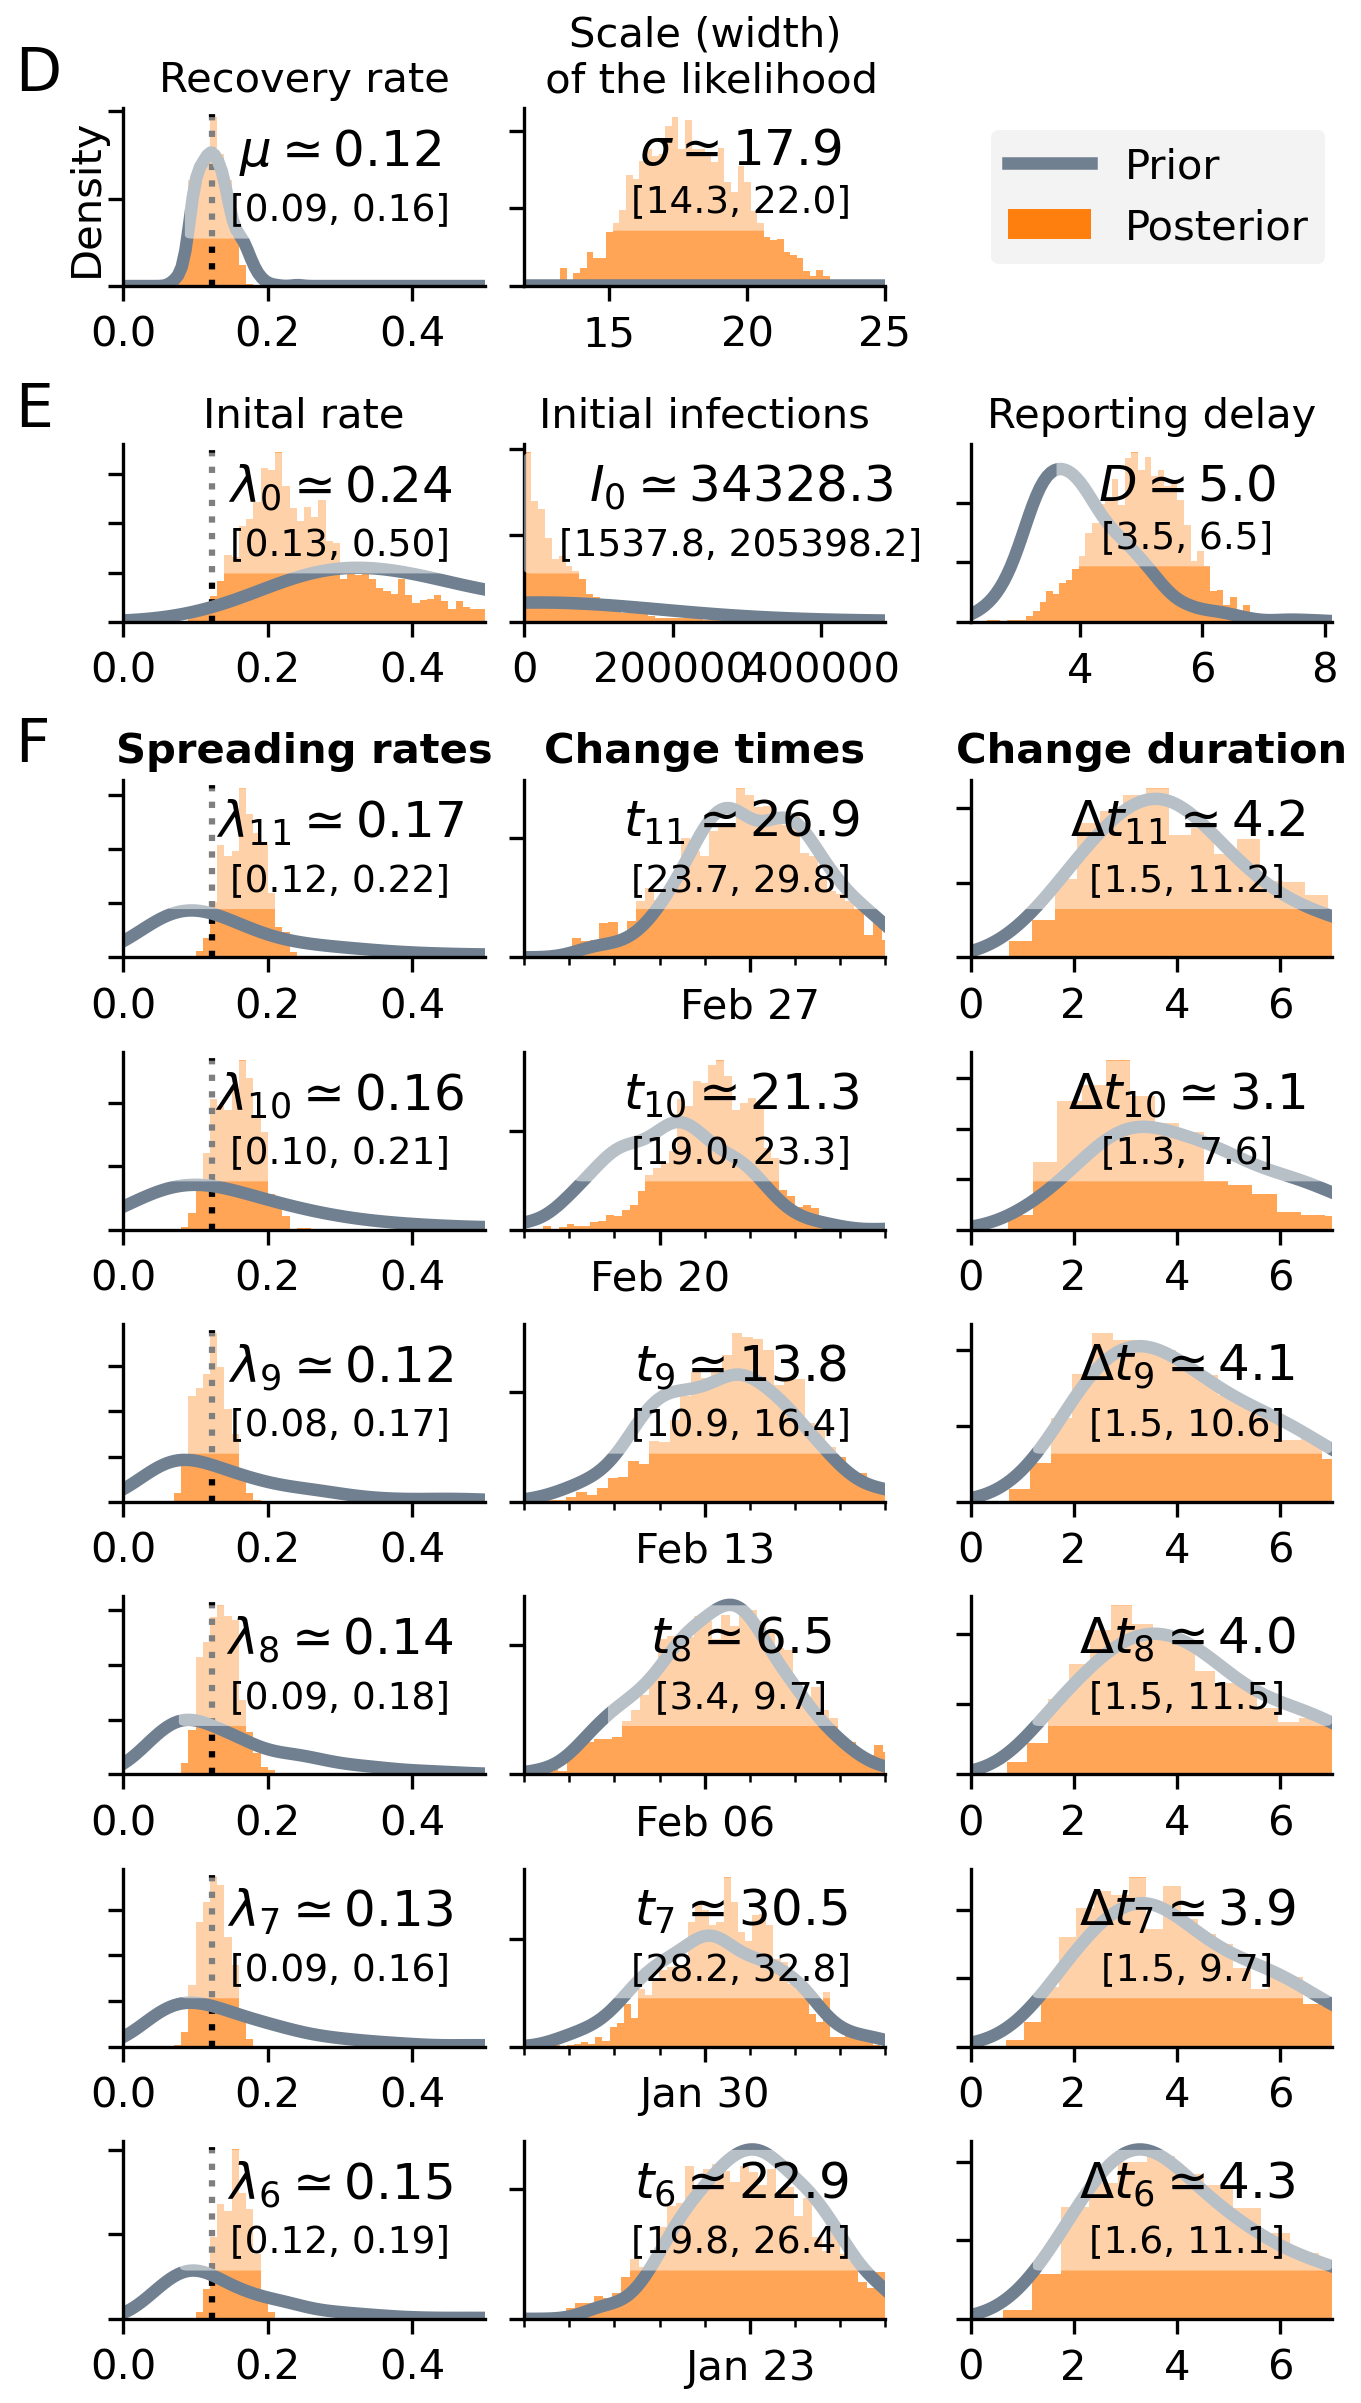 D
Recovery rate
Scale (width)
of the likelihood
Density
μ ≃ 0.12
[0.09, 0.16]
σ ≃ 17.9
[14.3, 22.0]
Prior
Posterior
0.0 0.2 0.4
15 20 25
E
Inital rate
Initial infections
Reporting delay
λ0 ≃ 0.24
[0.13, 0.50]
I0 ≃ 34328.3
[1537.8, 205398.2]
D ≃ 5.0
[3.5, 6.5]
0.0 0.2 0.4
0 200000 400000
4 6 8
F
Spreading rates
Change times
Change duration
λ11 ≃ 0.17
[0.12, 0.22]
t11 ≃ 26.9
[23.7, 29.8]
Δt11 ≃ 4.2
[1.5, 11.2]
0.0 0.2 0.4
Feb 27
0 2 4 6
λ10 ≃ 0.16
[0.10, 0.21]
t10 ≃ 21.3
[19.0, 23.3]
Δt10 ≃ 3.1
[1.3, 7.6]
0.0 0.2 0.4
Feb 20
0 2 4 6
λ9 ≃ 0.12
[0.08, 0.17]
t9 ≃ 13.8
[10.9, 16.4]
Δt9 ≃ 4.1
[1.5, 10.6]
0.0 0.2 0.4
Feb 13
0 2 4 6
λ8 ≃ 0.14
[0.09, 0.18]
t8 ≃ 6.5
[3.4, 9.7]
Δt8 ≃ 4.0
[1.5, 11.5]
0.0 0.2 0.4
Feb 06
0 2 4 6
λ7 ≃ 0.13
[0.09, 0.16]
t7 ≃ 30.5
[28.2, 32.8]
Δt7 ≃ 3.9
[1.5, 9.7]
0.0 0.2 0.4
Jan 30
0 2 4 6
λ6 ≃ 0.15
[0.12, 0.19]
t6 ≃ 22.9
[19.8, 26.4]
Δt6 ≃ 4.3
[1.6, 11.1]
0.0 0.2 0.4
Jan 23
0 2 4 6